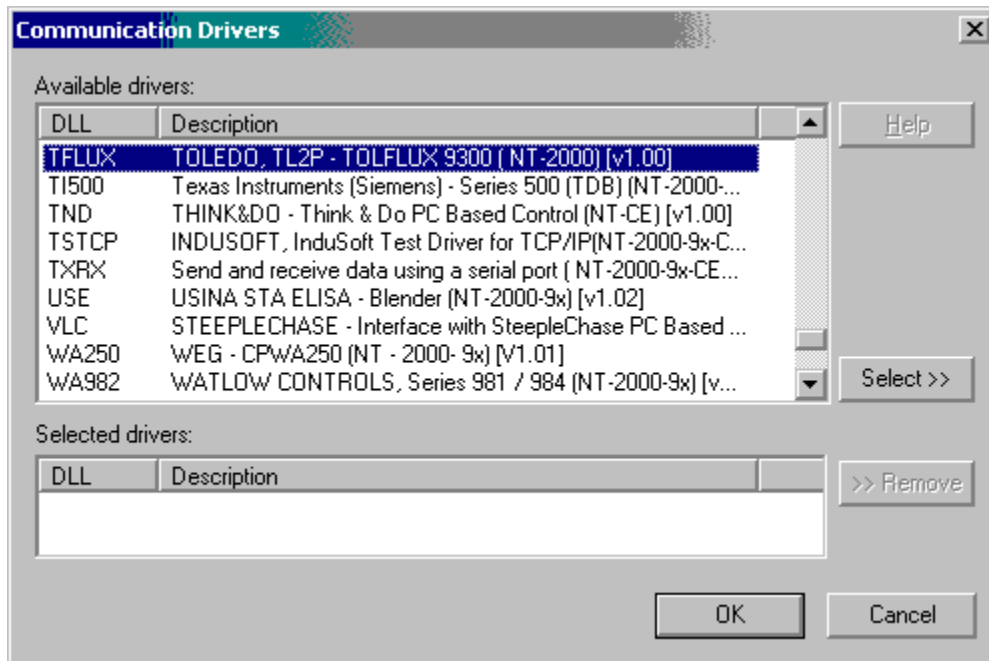 Communication Drivers
Available drivers:
DLL Description
Help
TFLUX TOLEDO, TL2P - TOLFLUX 9300 ( NT-2000) [v1.00]
TI500 Texas Instruments (Siemens) - Series 500 (TDB) (NT-2000-...
TND THINK&DO - Think & Do PC Based Control (NT-CE) [v1.00]
TSTCP INDUSOFT, InduSoft Test Driver for TCP/IP(NT-2000-9x-C...
TXRX Send and receive data using a serial port ( NT-2000-9x-CE...
USE USINA STA ELISA - Blender (NT-2000-9x) [v1.02]
VLC STEEPLECHASE - Interface with SteepleChase PC Based ...
WA250 WEG - CPWA250 (NT - 2000- 9x) [V1.01]
WA982 WATLOW CONTROLS, Series 981 / 984 (NT-2000-9x) [v...
Select >>
Selected drivers:
DLL Description
>> Remove
OK Cancel